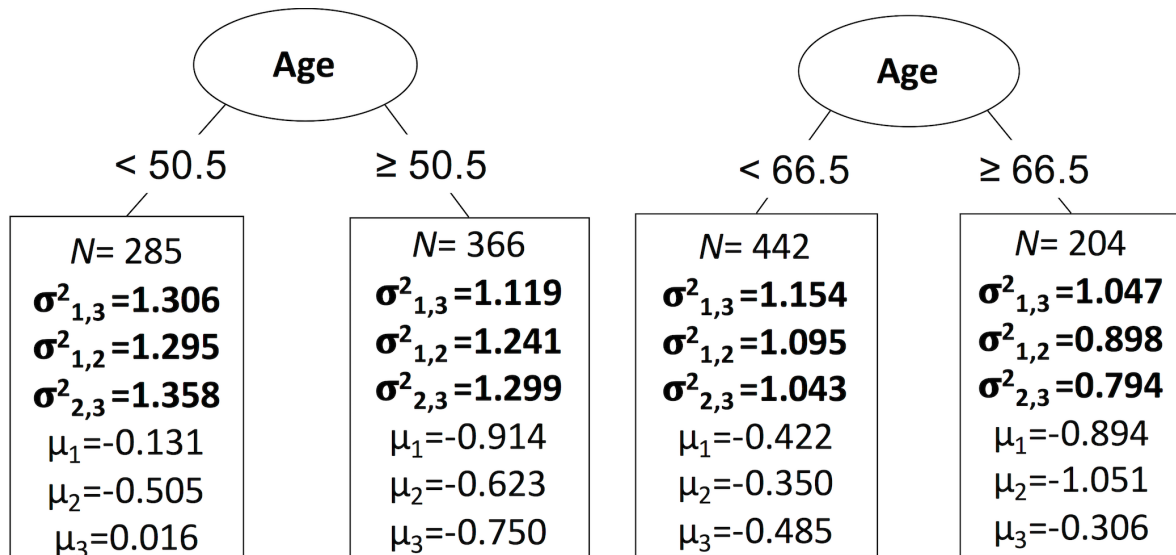 Age
< 50.5
≥ 50.5
N= 285
σ²1,3=1.306
σ²1,2=1.295
σ²2,3=1.358
μ1=-0.131
μ2=-0.505
μ3=0.016
N= 366
σ²1,3=1.119
σ²1,2=1.241
σ²2,3=1.299
μ1=-0.914
μ2=-0.623
μ3=-0.750
Age
< 66.5
≥ 66.5
N= 442
σ²1,3=1.154
σ²1,2=1.095
σ²2,3=1.043
μ1=-0.422
μ2=-0.350
μ3=-0.485
N= 204
σ²1,3=1.047
σ²1,2=0.898
σ²2,3=0.794
μ1=-0.894
μ2=-1.051
μ3=-0.306